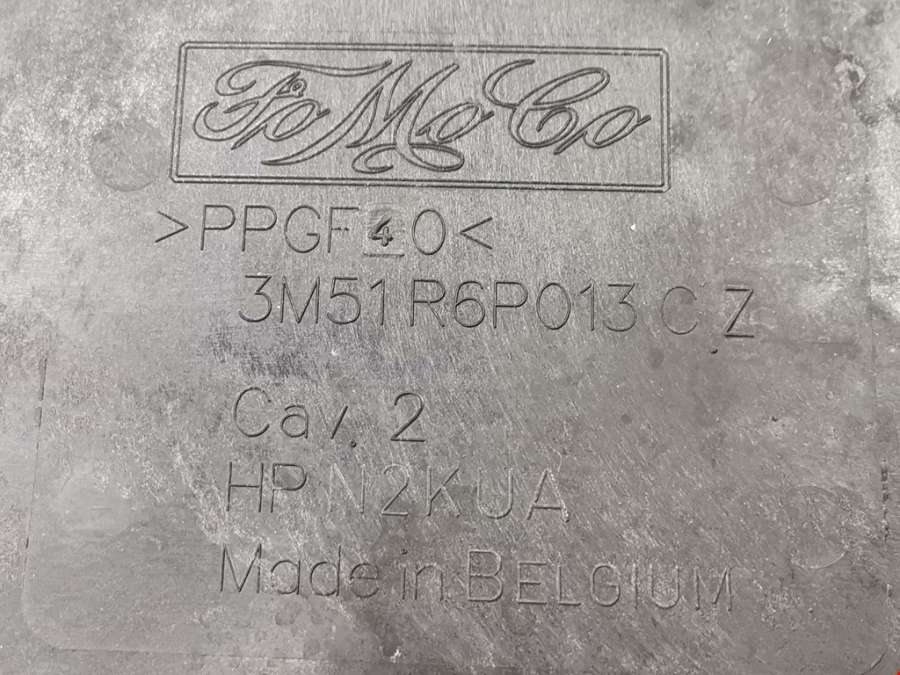 FoMoCo
>PPGF40<
3M51 R6P013 C Z
Cav. 2
HP N2KUA
Made in BELGIUM